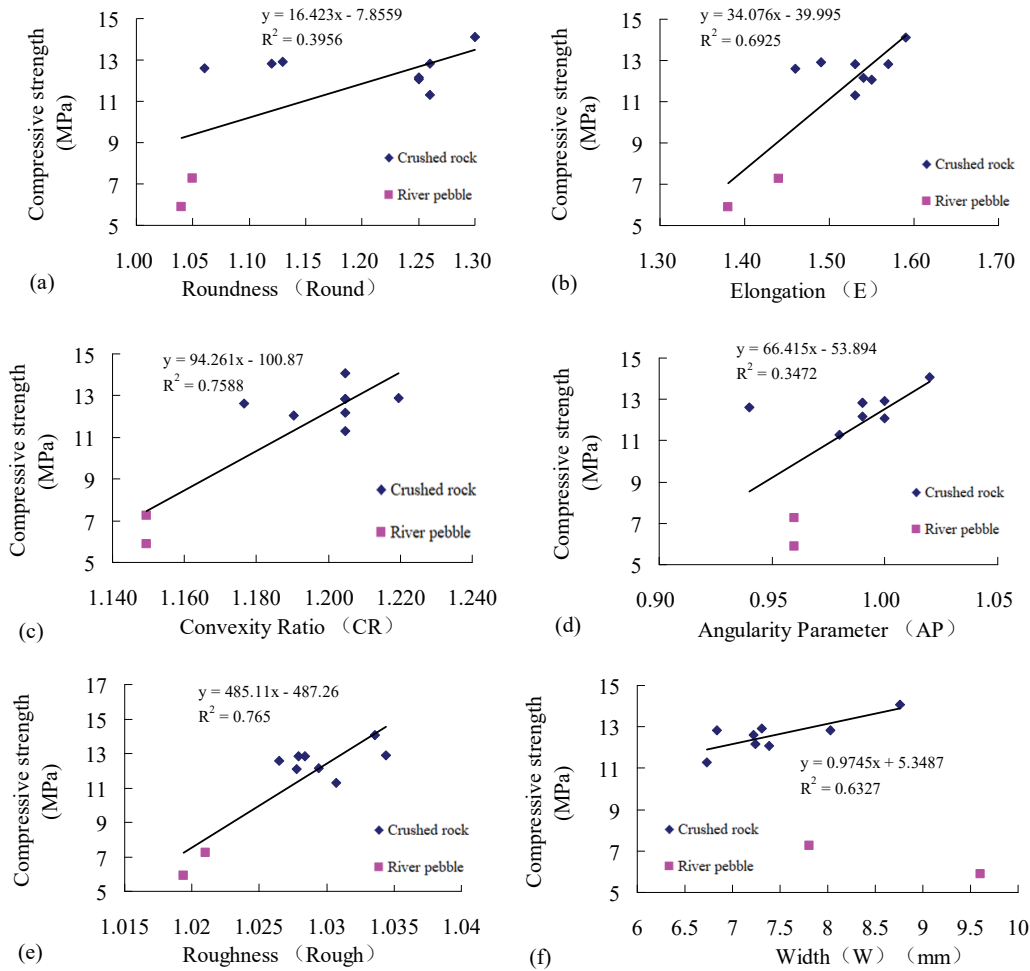 y = 16.423x - 7.8559
R² = 0.3956
Compressive strength
(MPa)
15
13
11
9
7
5
Crushed rock
River pebble
1.00 1.05 1.10 1.15 1.20 1.25 1.30
(a)
Roundness （Round）
y = 34.076x - 39.995
R² = 0.6925
Compressive strength
(MPa)
15
13
11
9
7
5
Crushed rock
River pebble
1.30 1.40 1.50 1.60 1.70
(b)
Elongation （E）
y = 94.261x - 100.87
R² = 0.7588
Compressive strength
(MPa)
15
13
11
9
7
5
Crushed rock
River pebble
1.140 1.160 1.180 1.200 1.220 1.240
(c)
Convexity Ratio （CR）
y = 66.415x - 53.894
R² = 0.3472
Compressive strength
(MPa)
15
13
11
9
7
5
Crushed rock
River pebble
0.90 0.95 1.00 1.05
(d)
Angularity Parameter （AP）
y = 485.11x - 487.26
R² = 0.765
Compressive strength
(MPa)
17
15
13
11
9
7
5
Crushed rock
River pebble
1.015 1.02 1.025 1.03 1.035 1.04
(e)
Roughness （Rough）
y = 0.9745x + 5.3487
R² = 0.6327
Compressive strength
(MPa)
15
13
11
9
7
5
Crushed rock
River pebble
6 6.5 7 7.5 8 8.5 9 9.5 10
(f)
Width（W）（mm）